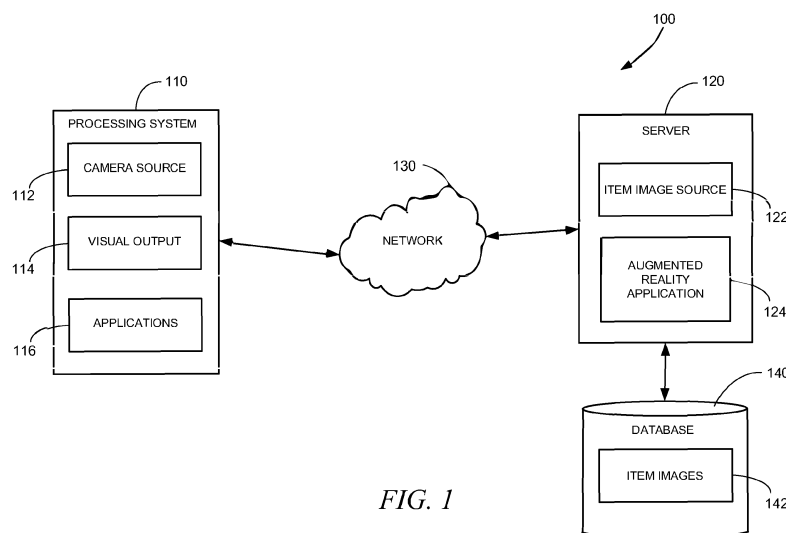 100
110
PROCESSING SYSTEM
CAMERA SOURCE
112
VISUAL OUTPUT
114
APPLICATIONS
116
130
NETWORK
120
SERVER
ITEM IMAGE SOURCE
122
AUGMENTED
REALITY
APPLICATION
124
140
DATABASE
ITEM IMAGES
142
FIG. 1